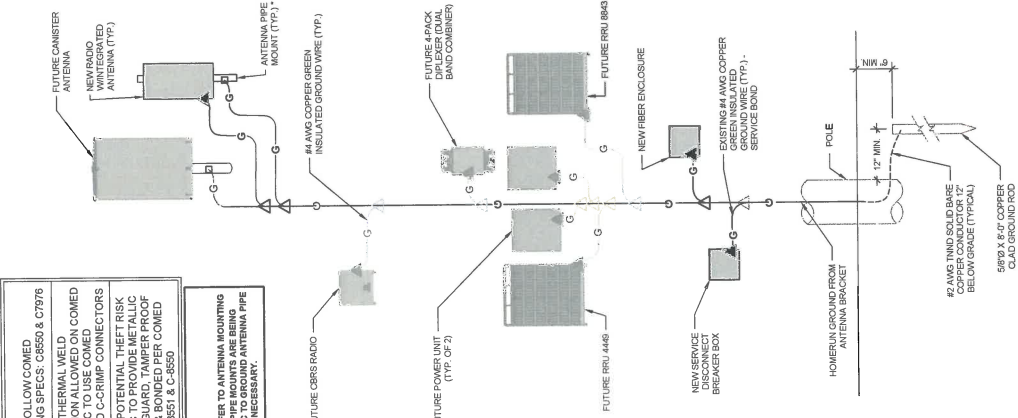 OLLOW COMED
NG SPECS: C8550 & C7976
THERMAL WELD
ON ALLOWED ON COMED
C TO USE COMED
D C-CRIMP CONNECTORS
POTENTIAL THEFT RISK
C TO PROVIDE METALLIC
GUARD, TAMPER PROOF
& BONDED PER COMED
8551 & C-8550
FER TO ANTENNA MOUNTING
PIPE MOUNTS ARE BEING
C TO GROUND ANTENNA PIPE
NECESSARY.
FUTURE CANISTER
ANTENNA
NEW RADIO
W/INTEGRATED
ANTENNA (TYP.)
ANTENNA PIPE
MOUNT (TYP.) *
G
G
G
G
#4 AWG COPPER GREEN
INSULATED GROUND WIRE (TYP.)
UTURE CBRS RADIO
G
FUTURE 4-PACK
DIPLEXER (DUAL
BAND COMBINER)
G
FUTURE RRU 8843
UTURE POWER UNIT
(TYP. OF 2)
G
G
G
G
FUTURE RRU 4449
NEW FIBER ENCLOSURE
G
EXISTING #4 AWG COPPER
GREEN INSULATED
GROUND WIRE (TYP.) -
SERVICE BOND
G
NEW SERVICE
DISCONNECT
BREAKER BOX
POLE
HOMERUN GROUND FROM
ANTENNA BRACKET
6" MIN.
12" MIN.
#2 AWG TNND SOLID BARE
COPPER CONDUCTOR 12"
BELOW GRADE (TYPICAL)
5/8"Ø X 8'-0" COPPER
CLAD GROUND ROD